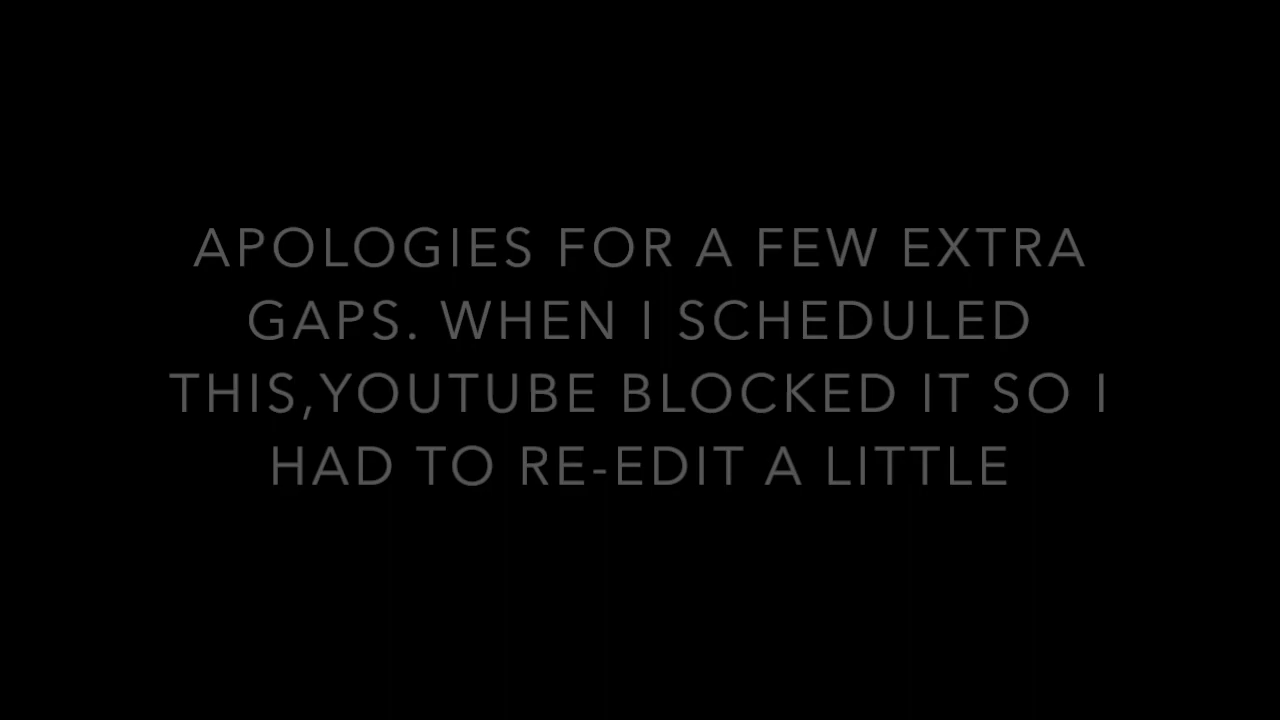 APOLOGIES FOR A FEW EXTRA
GAPS. WHEN I SCHEDULED
THIS,YOUTUBE BLOCKED IT SO I
HAD TO RE-EDIT A LITTLE